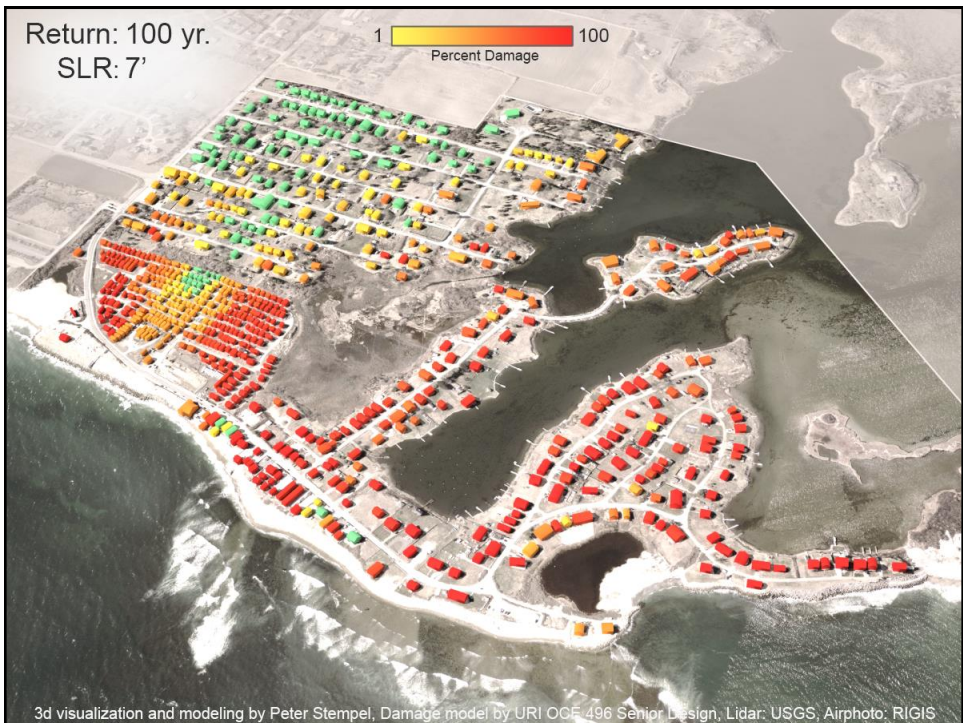 Return: 100 yr.
SLR: 7'
1 100
Percent Damage
3d visualization and modeling by Peter Stempel, Damage model by URI OCE 496 Senior Design, Lidar: USGS, Airphoto: RIGIS